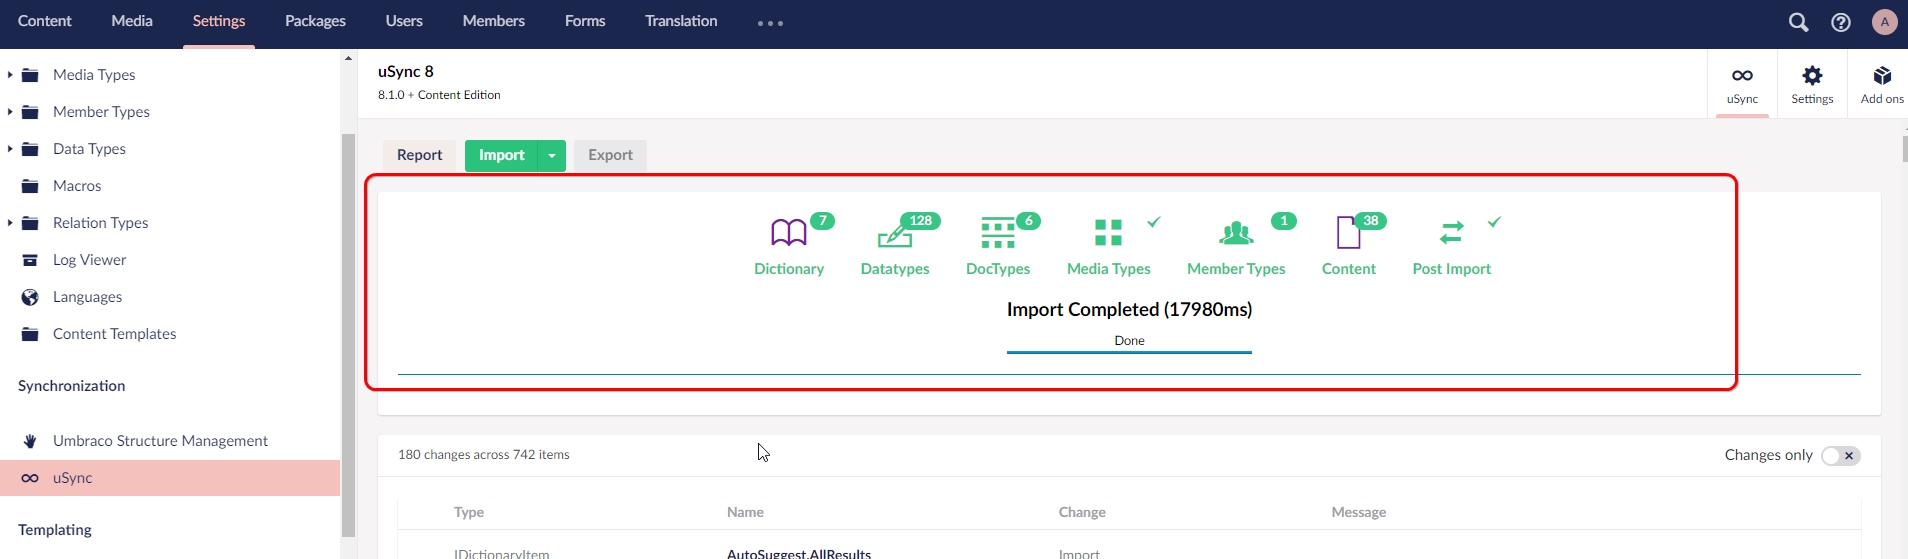 Content Media Settings Packages Users Members Forms Translation A
Media Types
Member Types
Data Types
Macros
Relation Types
Log Viewer
Languages
Content Templates
Synchronization
Umbraco Structure Management
uSync
Templating
uSync 8
8.1.0 + Content Edition
uSync Settings Add ons
Report Import Export
7 128 6 1 38
Dictionary Datatypes DocTypes Media Types Member Types Content Post Import
Import Completed (17980ms)
Done
180 changes across 742 items
Changes only
Type Name Change Message
IDictionaryItem AutoSuggest.AllResults Import